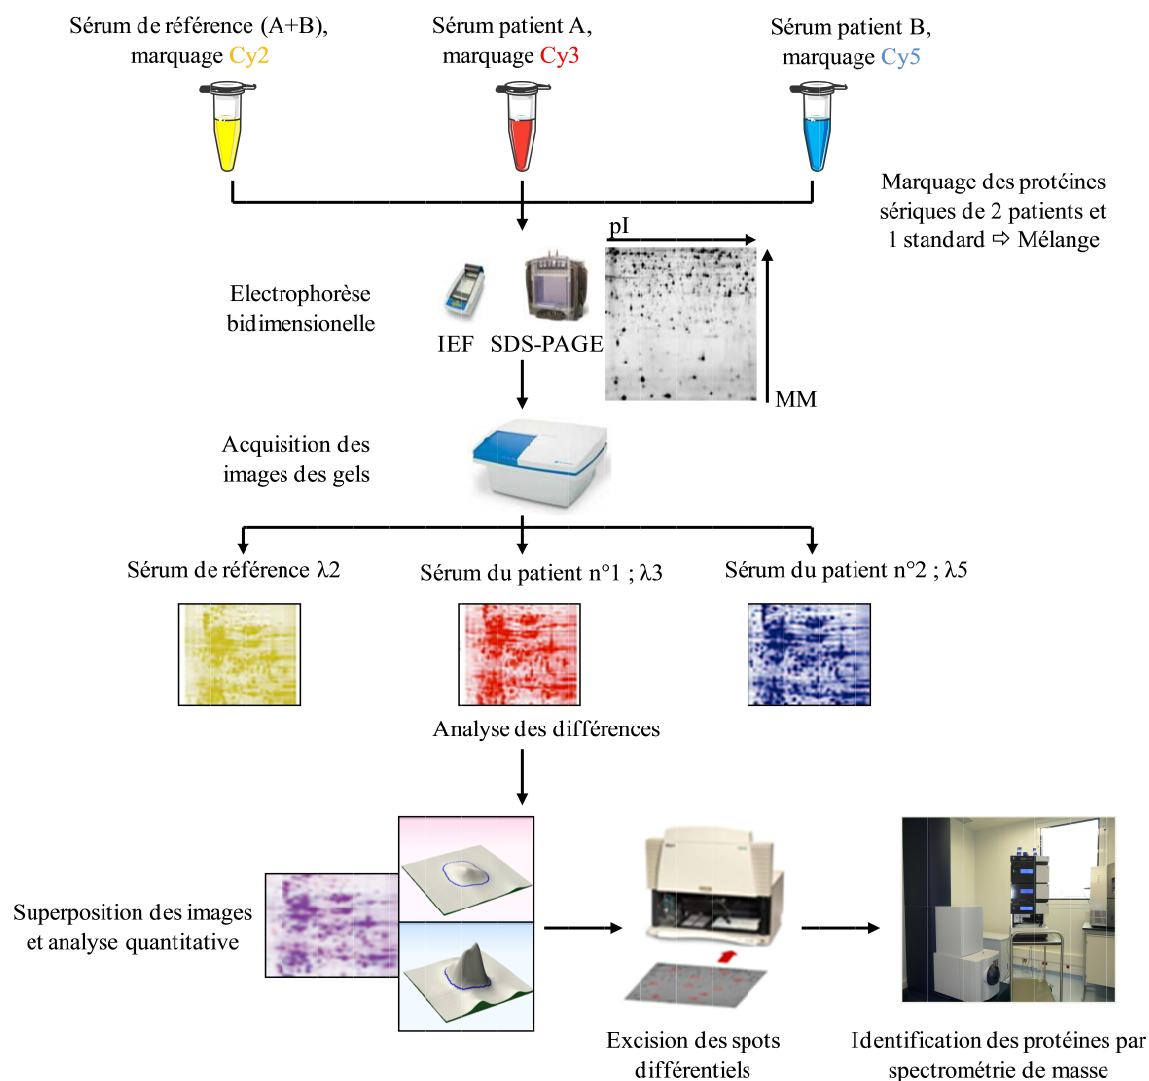 Sérum de référence (A+B),
marquage Cy2
Sérum patient A,
marquage Cy3
Sérum patient B,
marquage Cy5
Marquage des protéines
sériques de 2 patients et
1 standard ⇨ Mélange
pI
Electrophorèse
bidimensionelle
IEF
SDS-PAGE
MM
Acquisition des
images des gels
Sérum de référence λ2
Sérum du patient n°1 ; λ3
Sérum du patient n°2 ; λ5
Analyse des différences
Superposition des images
et analyse quantitative
Excision des spots
différentiels
Identification des protéines par
spectrométrie de masse